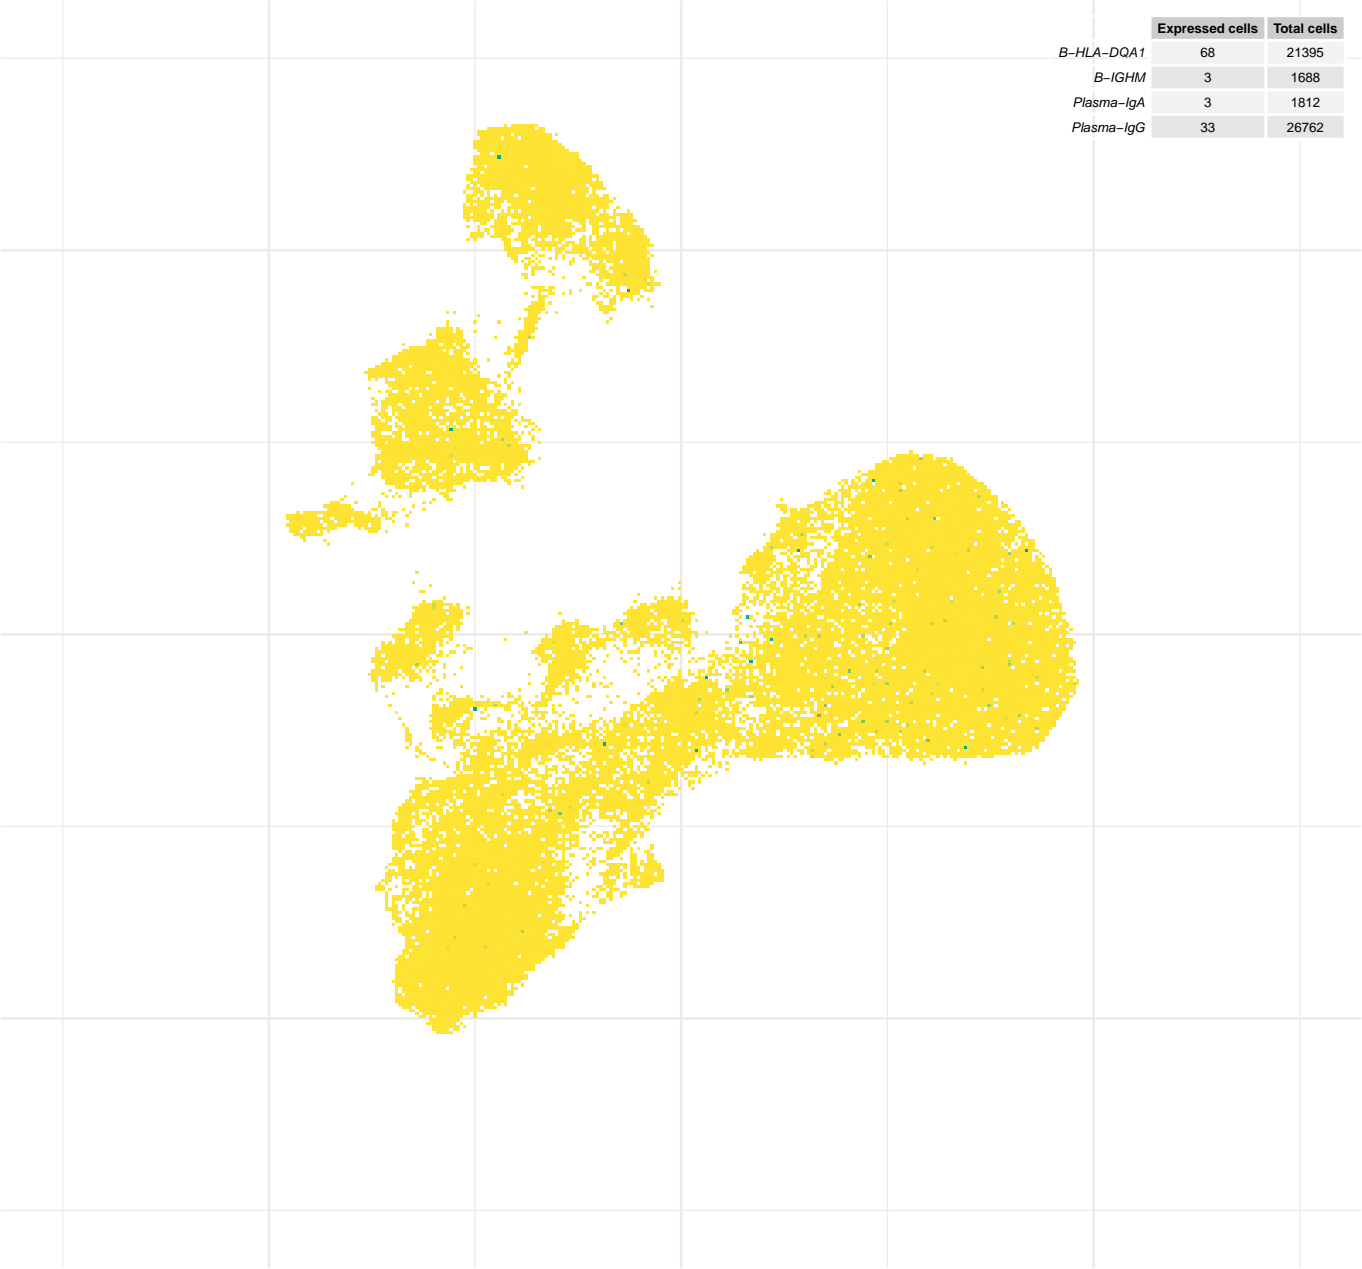 Expressed cells Total cells
B−HLA−DQA1 68 21395
B−IGHM 3 1688
Plasma−IgA 3 1812
Plasma−IgG 33 26762